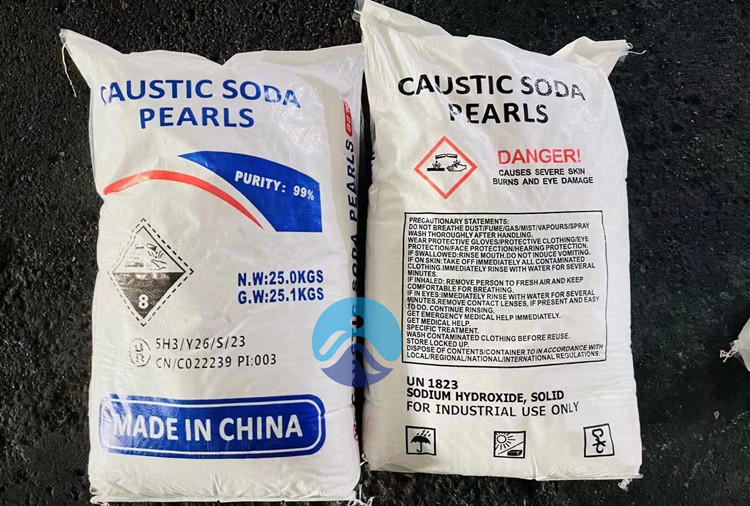 CAUSTIC SODA
PEARLS
PURITY: 99%
8
N.W:25.0KGS
G.W:25.1KGS
5H3/Y26/S/23
CN/C022239 PI:003
MADE IN CHINA
SODA PEARLS
CAUSTIC SODA
PEARLS
DANGER!
CAUSES SEVERE SKIN
BURNS AND EYE DAMAGE
PRECAUTIONARY STATEMENTS:
DO NOT BREATHE DUST/FUME/GAS/MIST/VAPOURS/SPRAY
WASH THOROUGHLY AFTER HANDLING.
WEAR PROTECTIVE GLOVES/PROTECTIVE CLOTHING/EYE
PROTECTION/FACE PROTECTION/HEARING PROTECTION.
IF SWALLOWED:RINSE MOUTH.DO NOT INDUCE VOMITING.
IF ON SKIN:TAKE OFF IMMEDIATELY ALL CONTAMINATED
CLOTHING.IMMEDIATELY RINSE WITH WATER FOR SEVERAL
MINUTES.
IF INHALED: REMOVE PERSON TO FRESH AIR AND KEEP
COMFORTABLE FOR BREATHING.
IF IN EYES:IMMEDIATELY RINSE WITH WATER FOR SEVERAL
MINUTES.REMOVE CONTACT LENSES, IF PRESENT AND EASY
TO DO. CONTINUE RINSING.
GET EMERGENCY MEDICAL HELP IMMEDIATELY.
GET MEDICAL HELP.
SPECIFIC TREATMENT.
WASH CONTAMINATED CLOTHING BEFORE REUSE.
STORE LOCKED UP.
DISPOSE OF CONTENTS/CONTAINER TO IN ACCORDANCE WITH
LOCAL/REGIONAL/NATIONAL/INTERNATIONAL REGULATIONS.
UN 1823
SODIUM HYDROXIDE, SOLID
FOR INDUSTRIAL USE ONLY